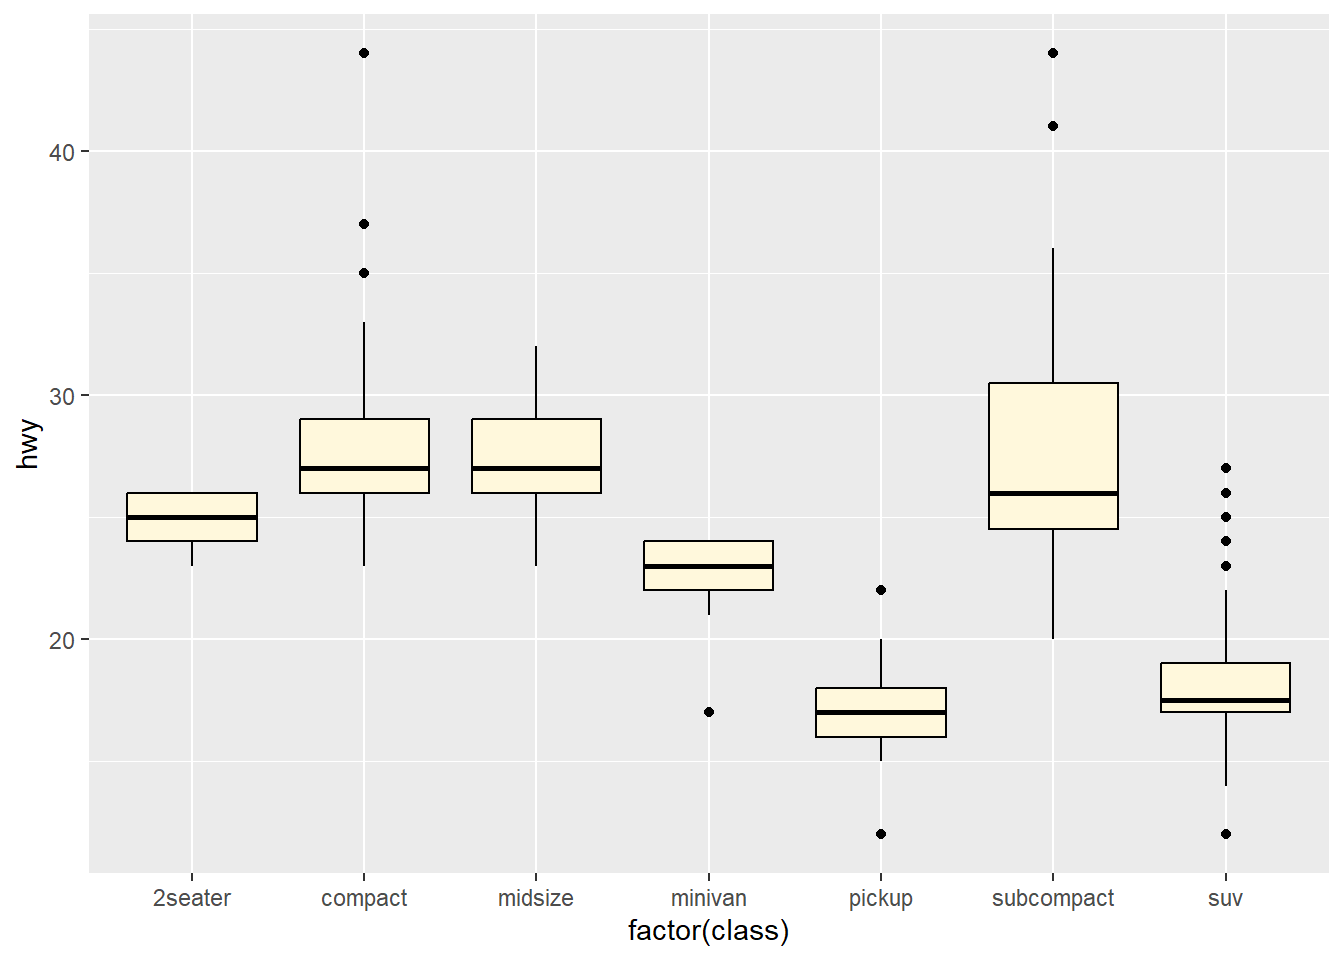 40
30
20
hwy
2seater compact midsize minivan pickup subcompact suv
factor(class)